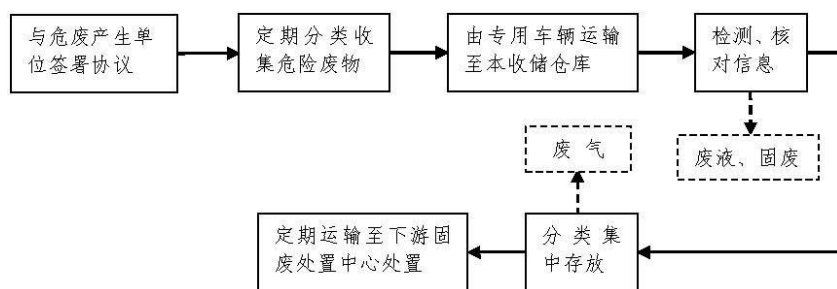 与危废产生单
位签署协议
定期分类收
集危险废物
由专用车辆运输
至本收储仓库
检测、核
对信息
废气
废液、固废
定期运输至下游固
废处置中心处置
分类集
中存放